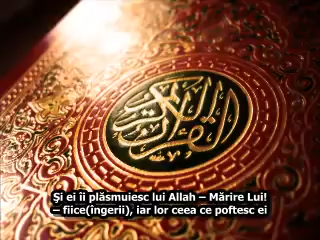 القرآن الكريم
Şi ei îi plăsmuiesc lui Allah – Mărire Lui!
– fiice(îngerii), iar lor ceea ce poftesc ei